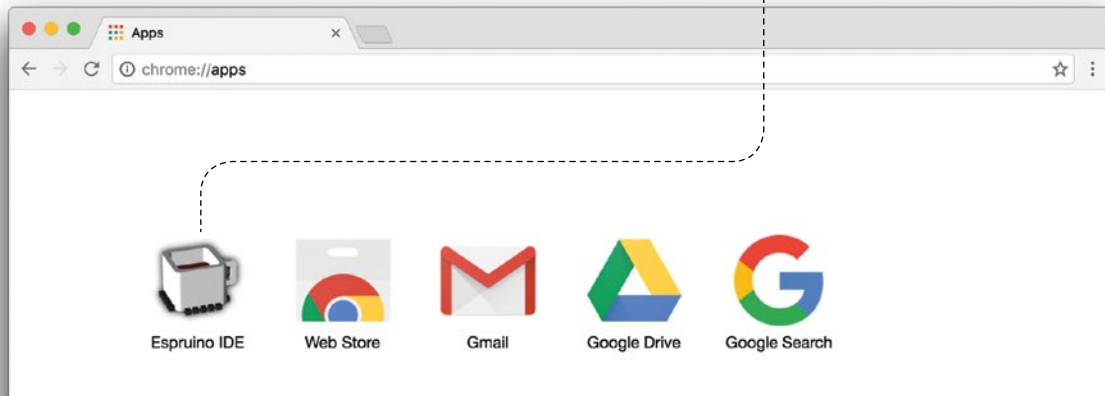 Apps
chrome://apps
Espruino IDE
Web Store
Gmail
Google Drive
Google Search